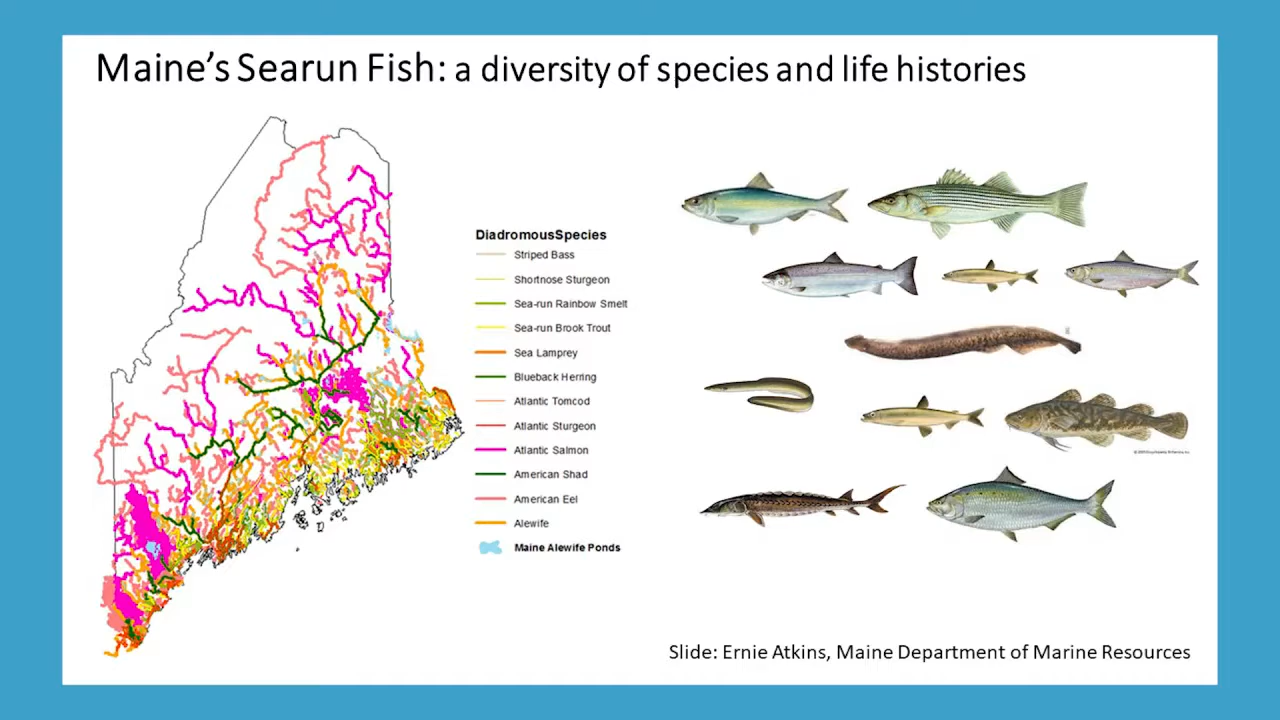 Maine's Searun Fish: a diversity of species and life histories
DiadromousSpecies
Striped Bass
Shortnose Sturgeon
Sea-run Rainbow Smelt
Sea-run Brook Trout
Sea Lamprey
Blueback Herring
Atlantic Tomcod
Atlantic Sturgeon
Atlantic Salmon
American Shad
American Eel
Alewife
Maine Alewife Ponds
Slide: Ernie Atkins, Maine Department of Marine Resources